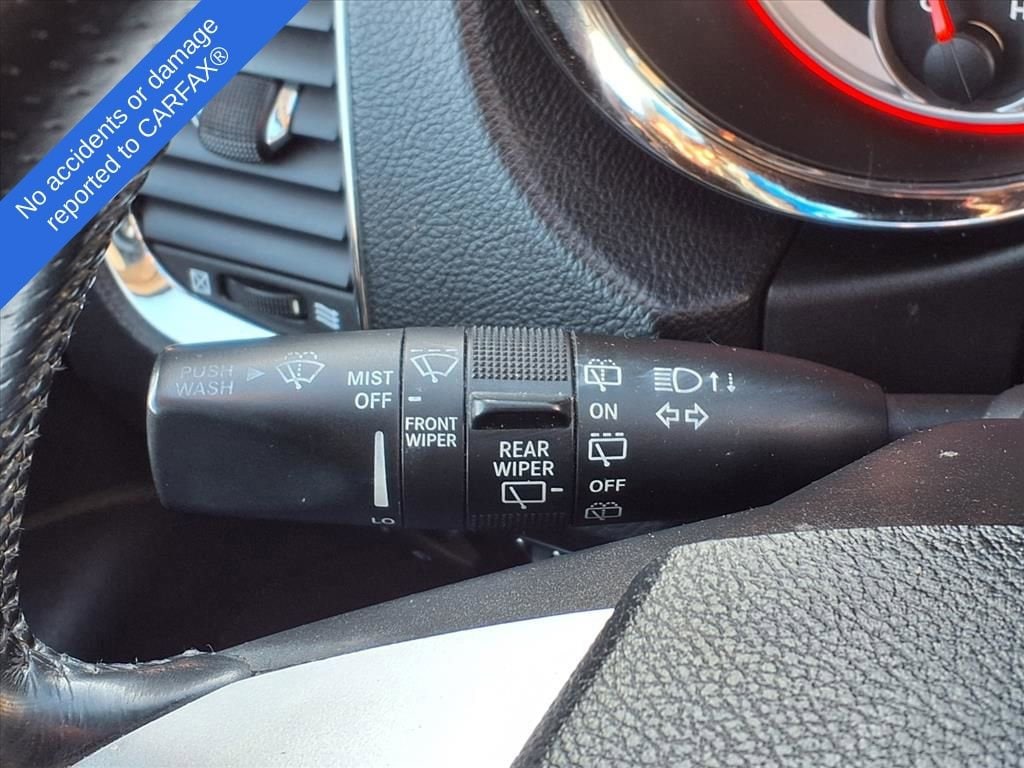 No accidents or damage
reported to CARFAX®
H
PUSH
WASH
MIST
OFF
LO
FRONT
WIPER
REAR
WIPER
ON
OFF